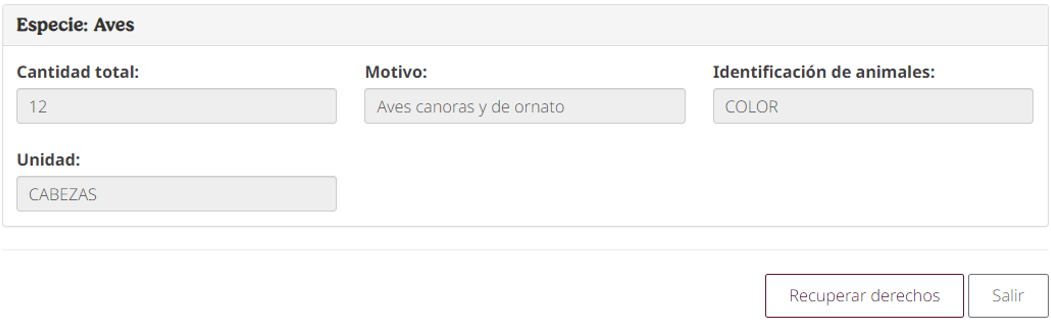 Especie: Aves
Cantidad total:
12
Motivo:
Aves canoras y de ornato
Identificación de animales:
COLOR
Unidad:
CABEZAS
Recuperar derechos
Salir